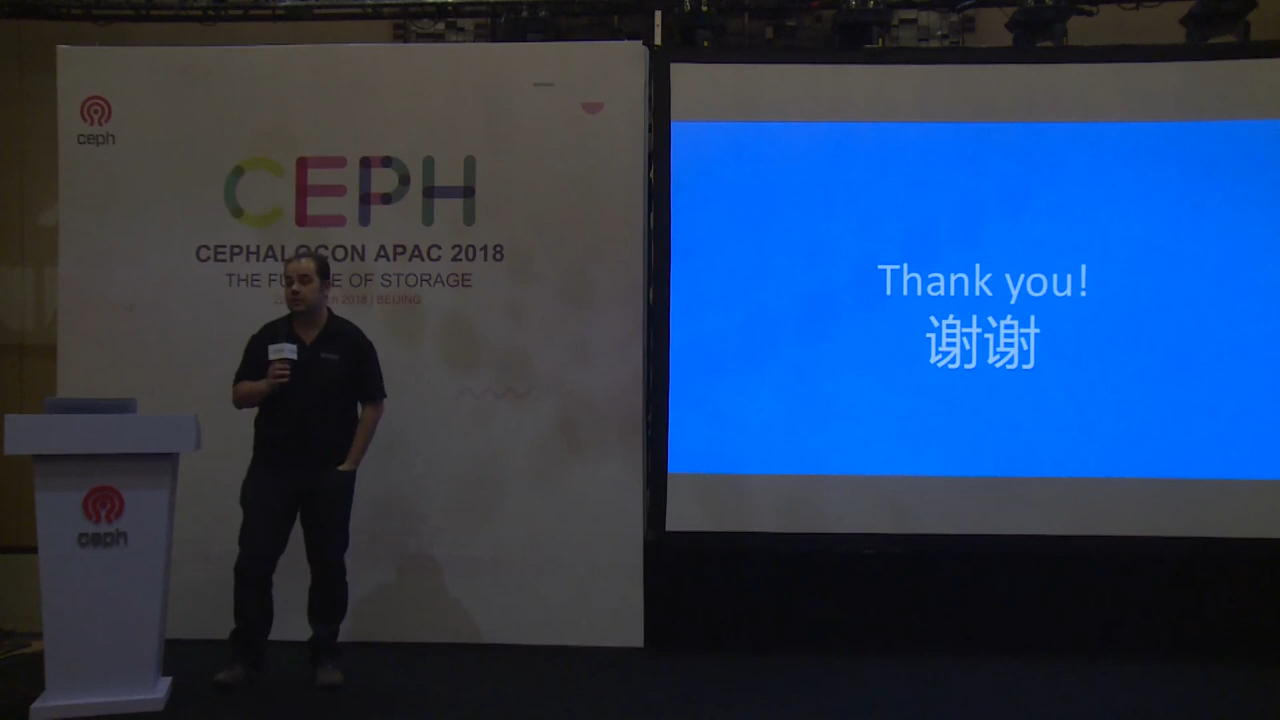 ceph
CEPH
CEPHALOCON APAC 2018
THE FU E OF STORAGE
2018 | BEIJING
ceph
Thank you!
谢谢